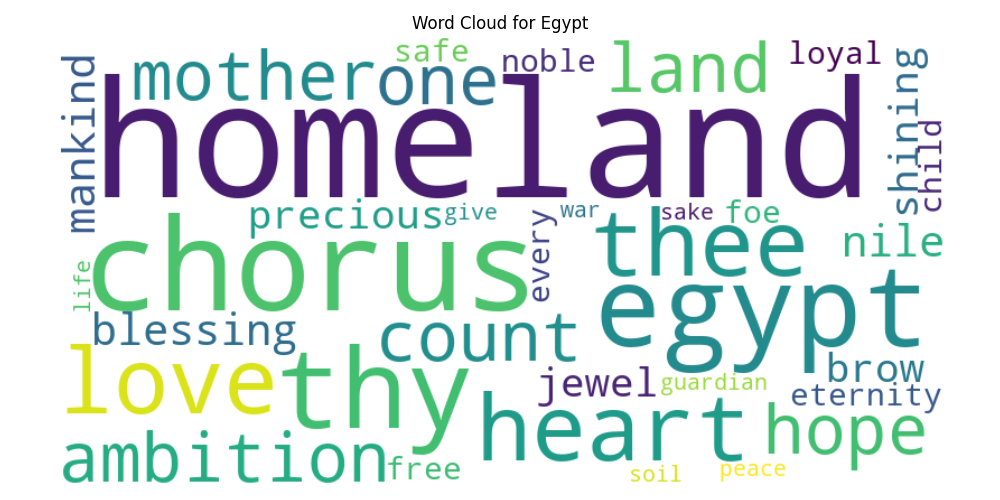 Word Cloud for Egypt
safe
noble
loyal
mother
one
land
mankind
homeland
shining
child
precious
give
every
war
sake
foe
thee
nile
chorus
life
egypt
blessing
count
love
thy
jewel
guardian
brow
eternity
heart
hope
ambition
free
soil
peace